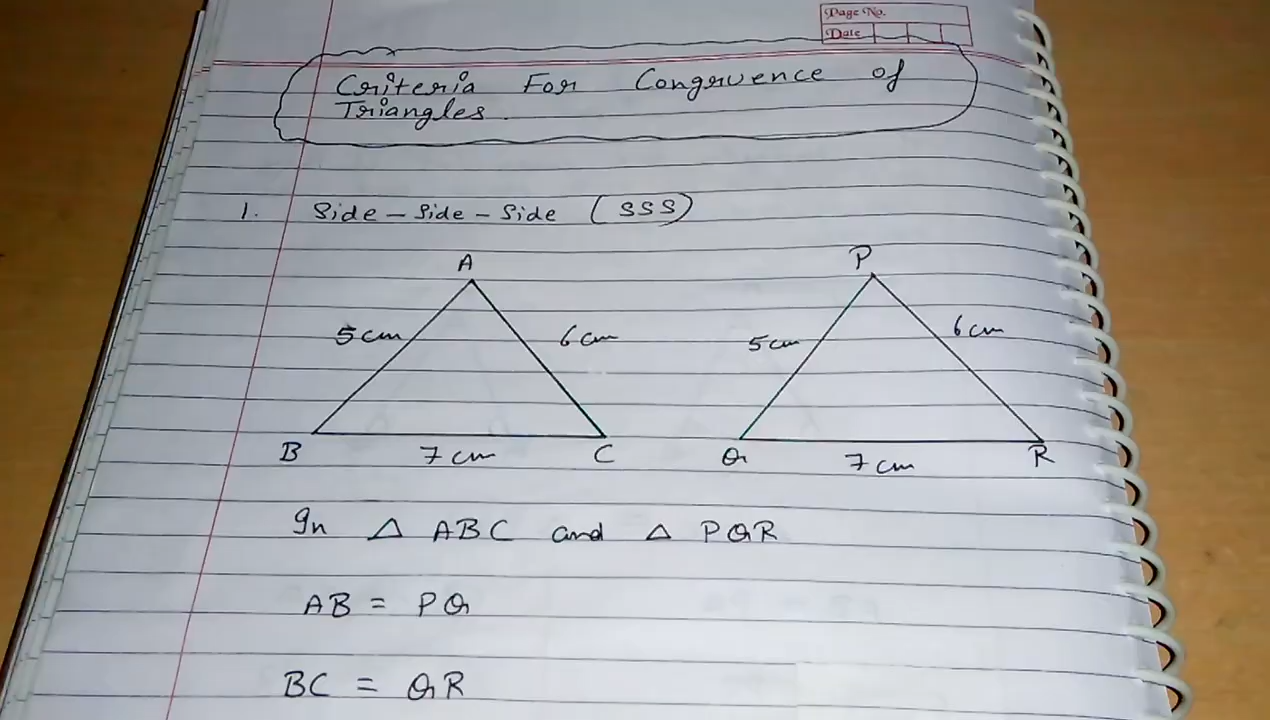 Page No.
Date
Criteria For Congruence of
Triangles.
1. Side - Side - Side (SSS)
A P
5cm 6cm 5cm 6cm
B 7cm C Q 7cm R
In △ ABC and △ PQR
AB = PQ
BC = QR